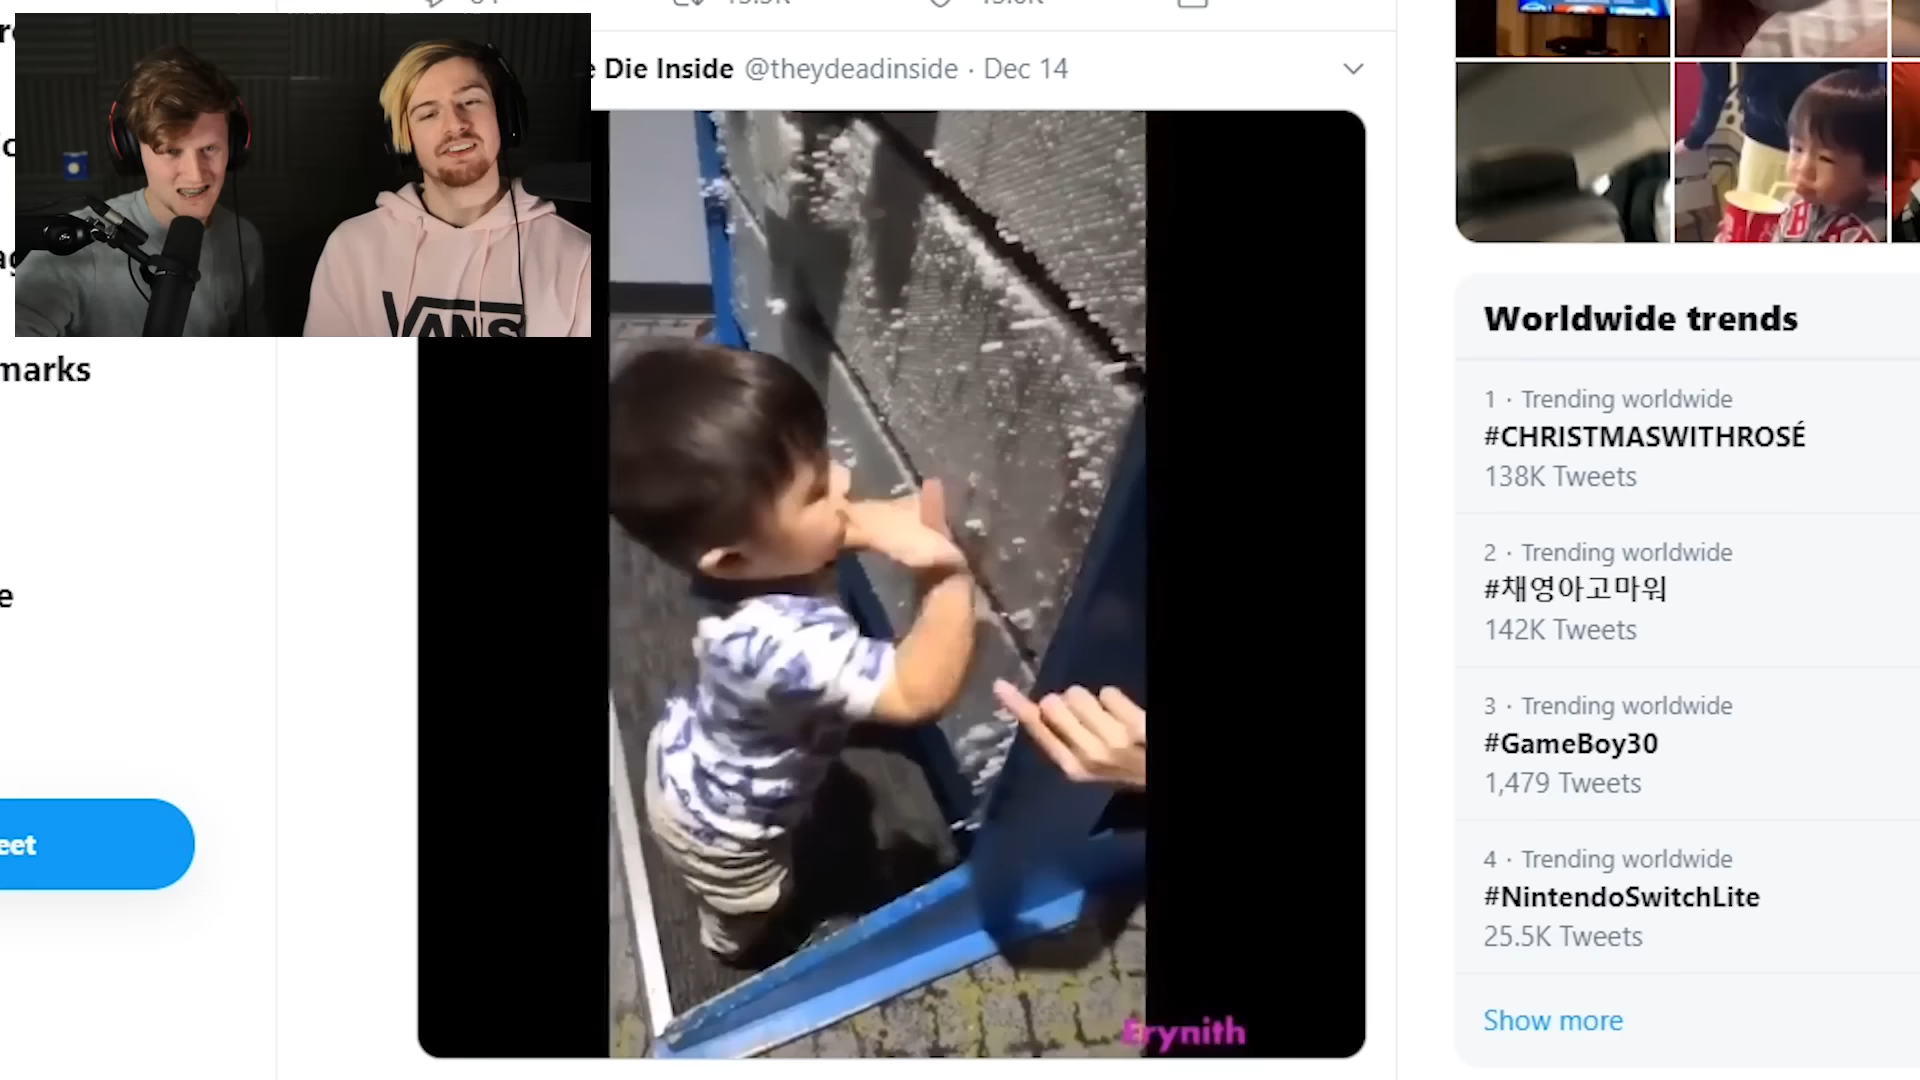 e Die Inside @theydeadinside · Dec 14
VANS
marks
e
eet
Erynith
Worldwide trends
1 · Trending worldwide
#CHRISTMASWITHROSÉ
138K Tweets
2 · Trending worldwide
#채영아고마워
142K Tweets
3 · Trending worldwide
#GameBoy30
1,479 Tweets
4 · Trending worldwide
#NintendoSwitchLite
25.5K Tweets
Show more